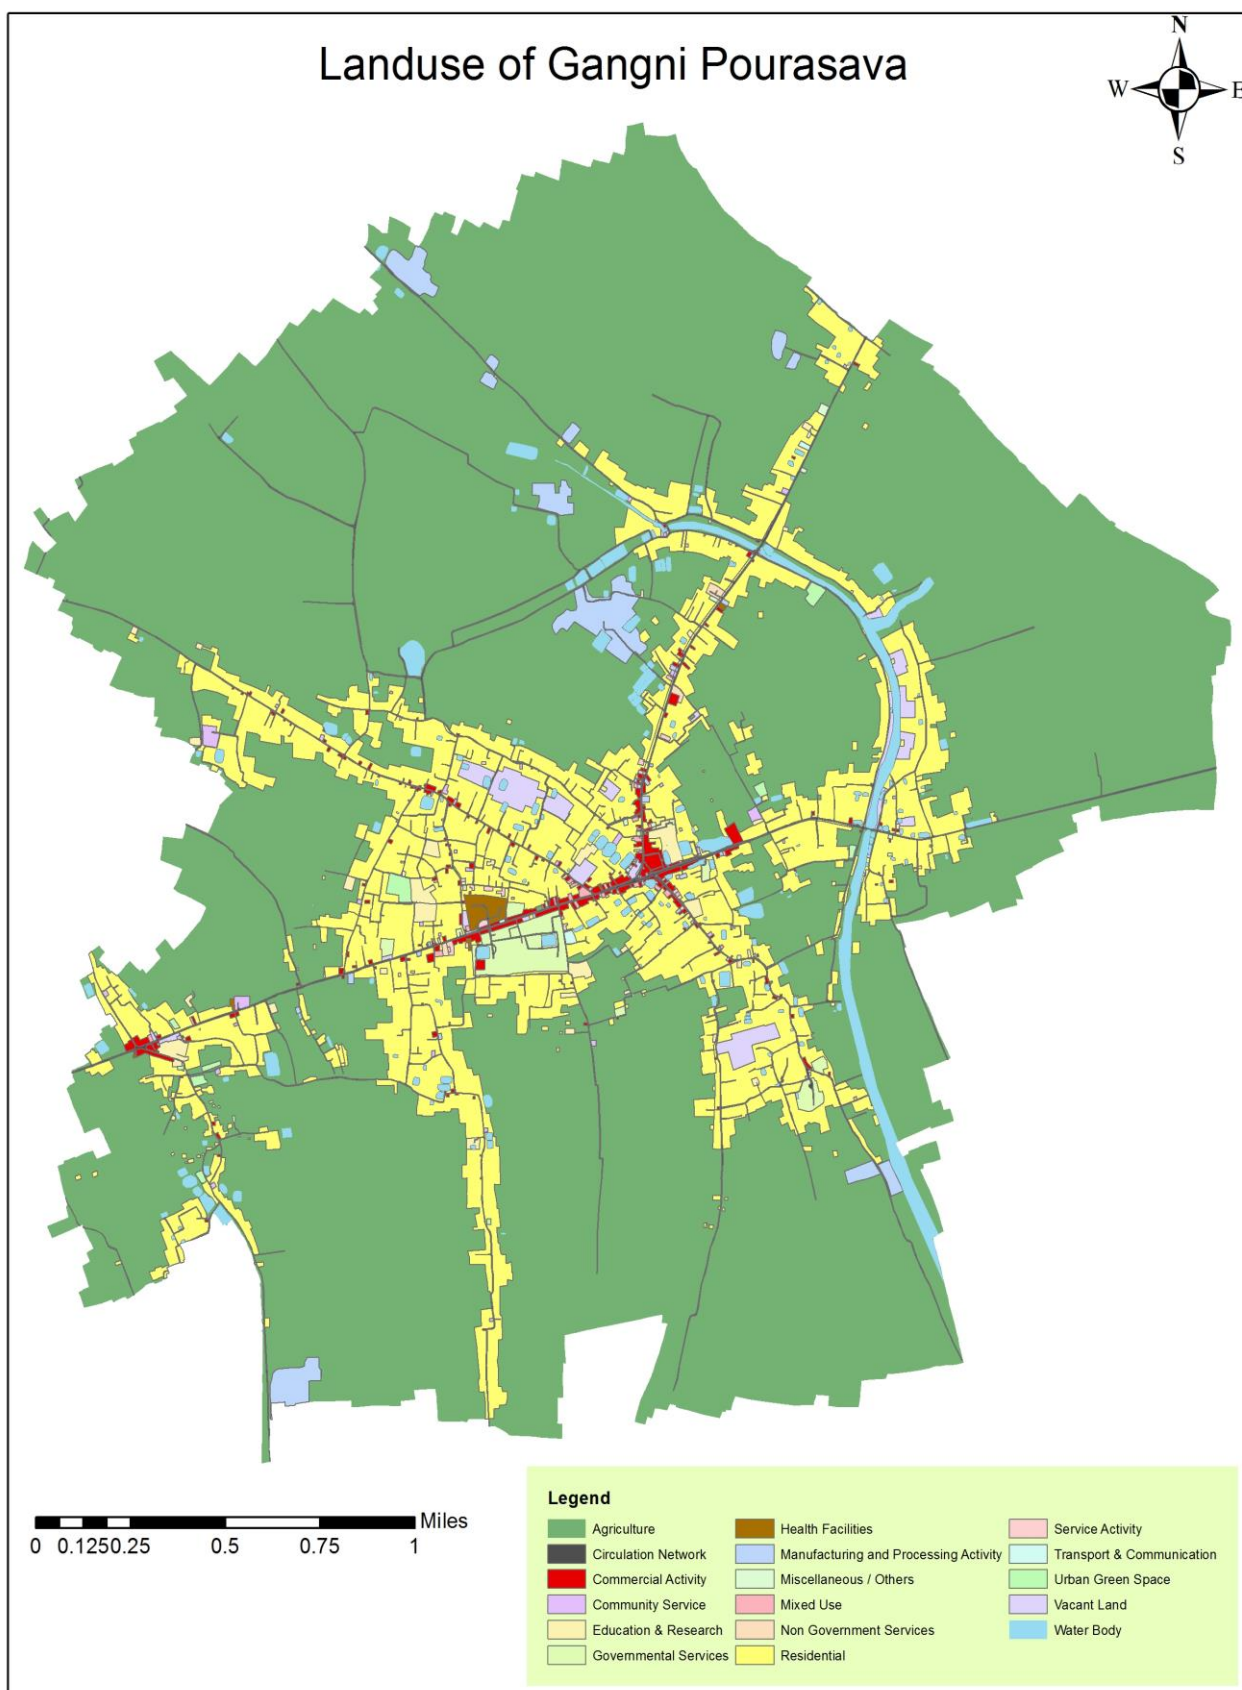 Landuse of Gangni Pourasava
N
W E
S
Miles
0 0.125 0.25 0.5 0.75 1
Legend
Agriculture
Circulation Network
Commercial Activity
Community Service
Education & Research
Governmental Services
Health Facilities
Manufacturing and Processing Activity
Miscellaneous / Others
Mixed Use
Non Government Services
Residential
Service Activity
Transport & Communication
Urban Green Space
Vacant Land
Water Body